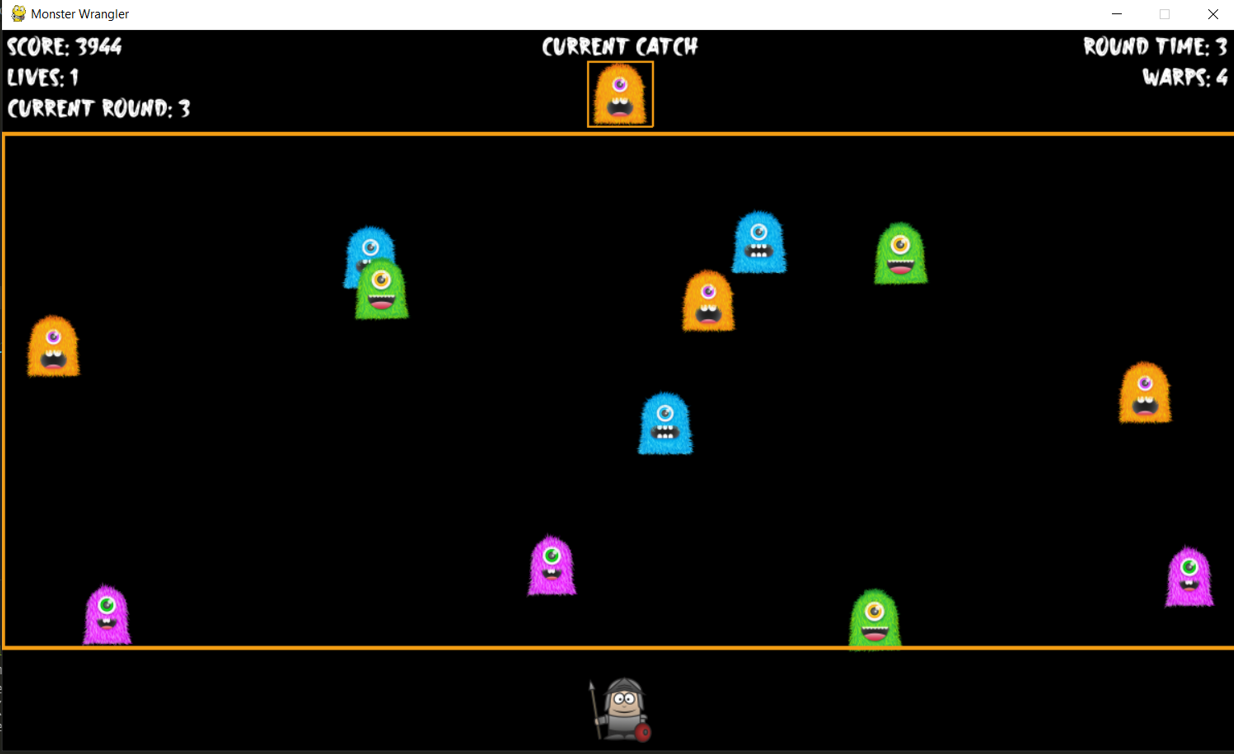 Monster Wrangler
SCORE: 3944
CURRENT CATCH
ROUND TIME: 3
LIVES: 1
WARPS: 4
CURRENT ROUND: 3